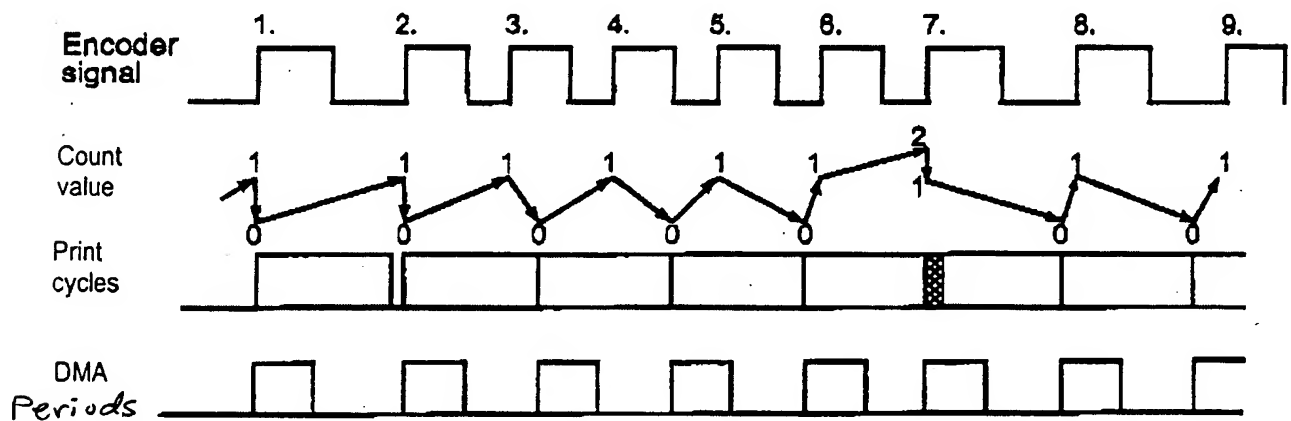 1. 2. 3. 4. 5. 6. 7. 8. 9.
Encoder
signal
2
Count
value
1 1 1 1 1 1 1 1
1
0 0 0 0 0 0 0
Print
cycles
DMA
Periods